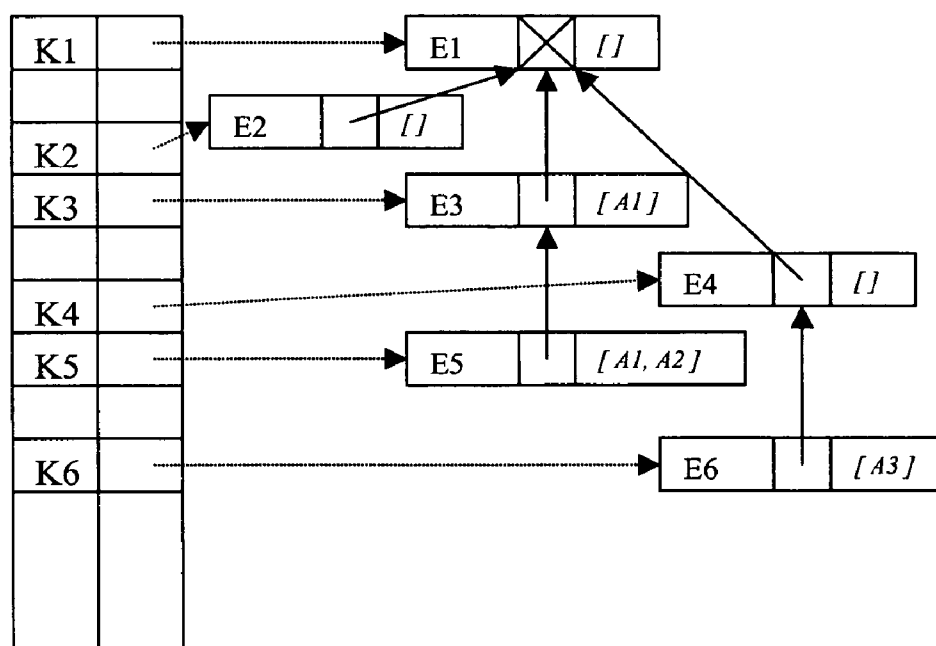 K1 E1 []
K2 E2 []
K3 E3 [A1]
K4 E4 []
K5 E5 [A1, A2]
K6 E6 [A3]